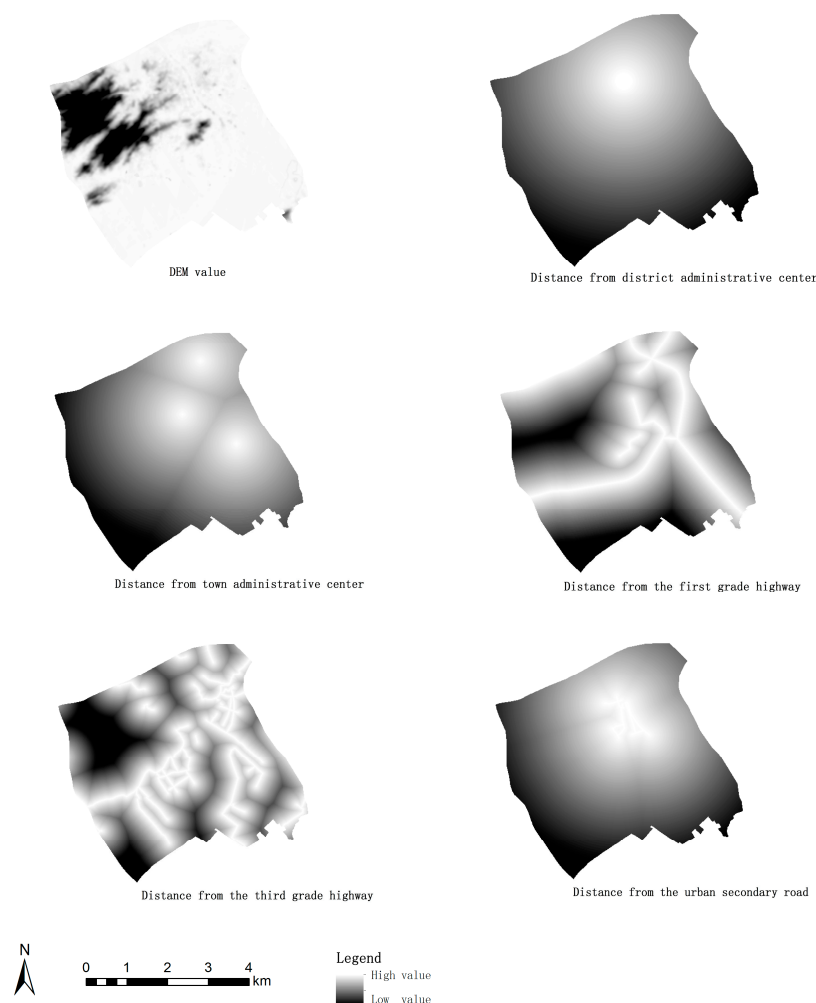 DEM value
Distance from district administrative center
Distance from town administrative center
Distance from the first grade highway
Distance from the third grade highway
Distance from the urban secondary road
N
0 1 2 3 4
km
Legend
High value
Low value